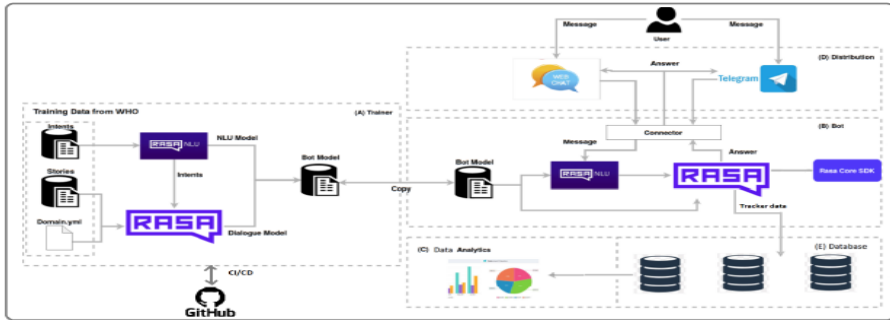 Message
Message
User
(D) Distribution
Answer
WEB
CHAT
Telegram
Training Data from WHO
(A) Trainer
Intents
RASA NLU
NLU Model
Connector
(B) Bot
Message
Answer
Bot Model
Bot Model
Stories
Intents
RASA NLU
RASA
Rasa Core SDK
Copy
Domain.yml
RASA
Dialogue Model
Tracker data
(C) Data Analytics
(E) Database
CI/CD
GitHub